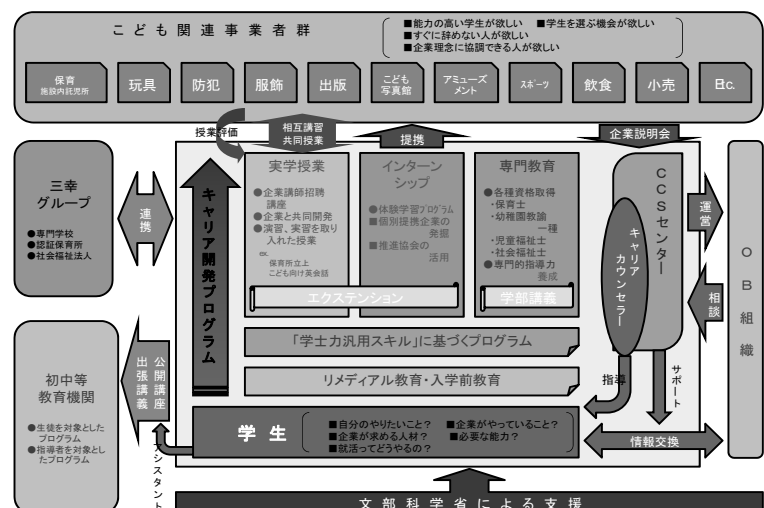 こども関連事業者群
■能力の高い学生が欲しい ■学生を選ぶ機会が欲しい
■すぐに辞めない人が欲しい
■企業理念に協調できる人が欲しい
保育
施設内託児所
玩具
防犯
服飾
出版
こども
写真館
アミューズ
メント
スポーツ
飲食
小売
Etc.
授業評価
相互講習
共同授業
提携
企業説明会
三幸
グループ
●専門学校
●認証保育所
●社会福祉法人
連携
キャリア開発プログラム
実学授業
●企業講師招聘
講座
●企業と共同開発
●演習、実習を取り
入れた授業
ex.
保育所立上
こども向け英会話
インターン
シップ
●体験学習プログラム
■個別提携企業の
発掘
■推進協会の
活用
専門教育
●各種資格取得
・保育士
・幼稚園教諭
一種
・児童福祉士
・社会福祉士
●専門的指導力
養成
エクステンション
学部講義
CCSセンター
キャリア
カウンセラー
運営
相談
OB組織
「学士力汎用スキル」に基づくプログラム
リメディアル教育・入学前教育
指導
サポート
初中等
教育機関
●生徒を対象とした
プログラム
●指導者を対象とし
たプログラム
公開講座
出張講義
アシスタント
学生
■自分のやりたいこと? ■企業がやっていること?
■企業が求める人材? ■必要な能力?
■就活ってどうやるの?
情報交換
文部科学省による支援